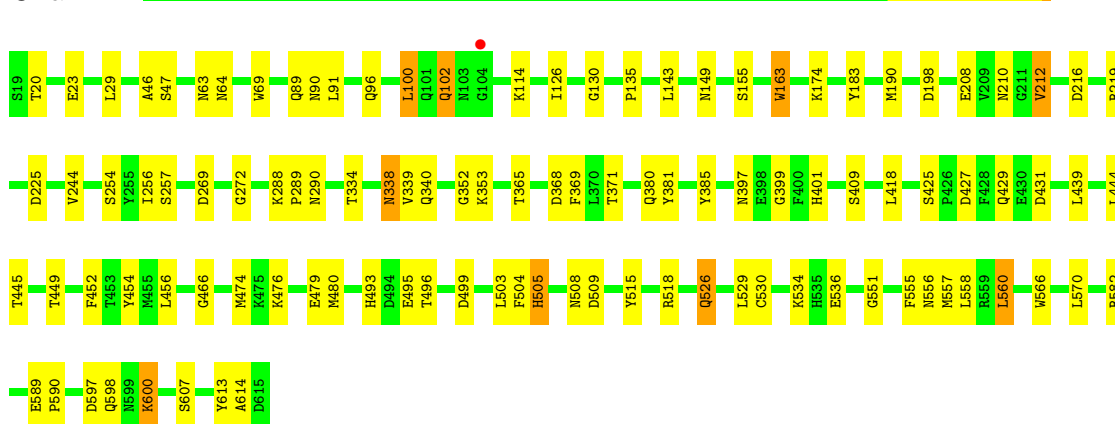 S19 T20 E23 L29 A46 S47 N63 N64 W69 Q89 N90 L91 Q96 L100 Q101 Q102 N103 G104 K114 I126 G130 P135 L143 N149 S155 W163 K174 Y183 M190 D198 E208 V209 N210 G211 V212 D216
D225 V244 S254 Y255 I256 S257 D269 G272 K288 P289 N290 T334 N338 V339 Q340 G352 K353 T365 D368 F369 L370 T371 Q380 Y381 Y385 N397 E398 G399 F400 H401 S409 L418 S425 P426 D427 F428 Q429 E430 D431 L439
T445 T449 F452 T453 Y454 M455 L456 G466 M474 K475 K476 E479 M480 H493 D494 E495 T496 D499 L503 F504 H505 N508 D509 Y515 R518 Q526 L529 C530 K534 H535 E536 G551 F555 N556 M557 L558 R559 L560 W566 L570
E589 P590 D597 Q598 N599 K600 S607 Y613 A614 D615